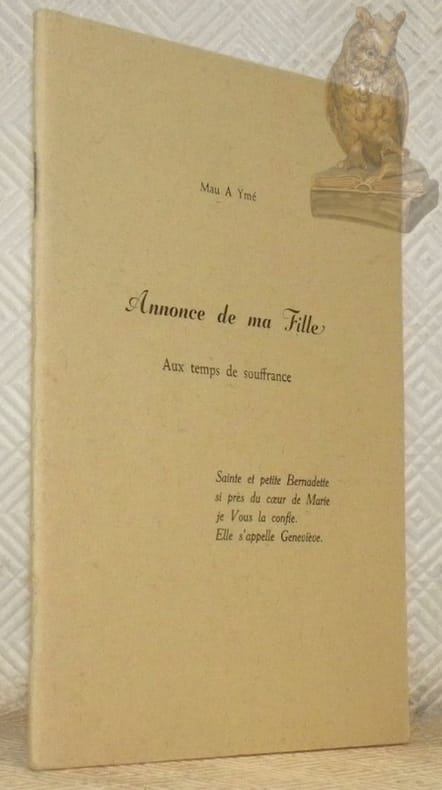 Mau A Ymé
Annonce de ma Fille
Aux temps de souffrance
Sainte et petite Bernadette
si près du cœur de Marie
je Vous la confie.
Elle s'appelle Geneviève.